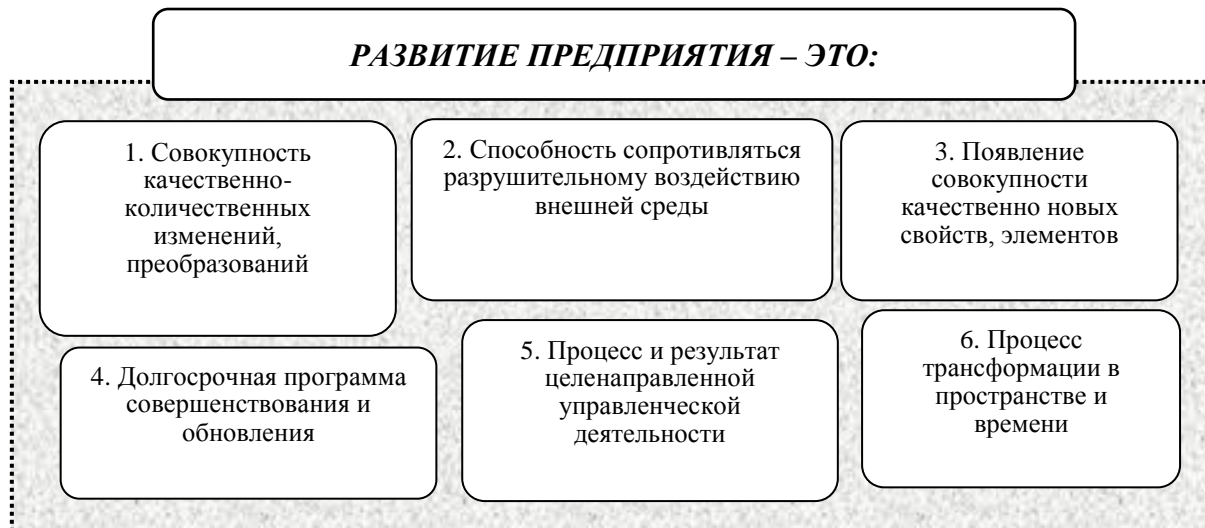 РАЗВИТИЕ ПРЕДПРИЯТИЯ – ЭТО:
1. Совокупность
качественно-
количественных
изменений,
преобразований
2. Способность сопротивляться
разрушительному воздействию
внешней среды
3. Появление
совокупности
качественно новых
свойств, элементов
4. Долгосрочная программа
совершенствования и
обновления
5. Процесс и результат
целенаправленной
управленческой
деятельности
6. Процесс
трансформации в
пространстве и
времени